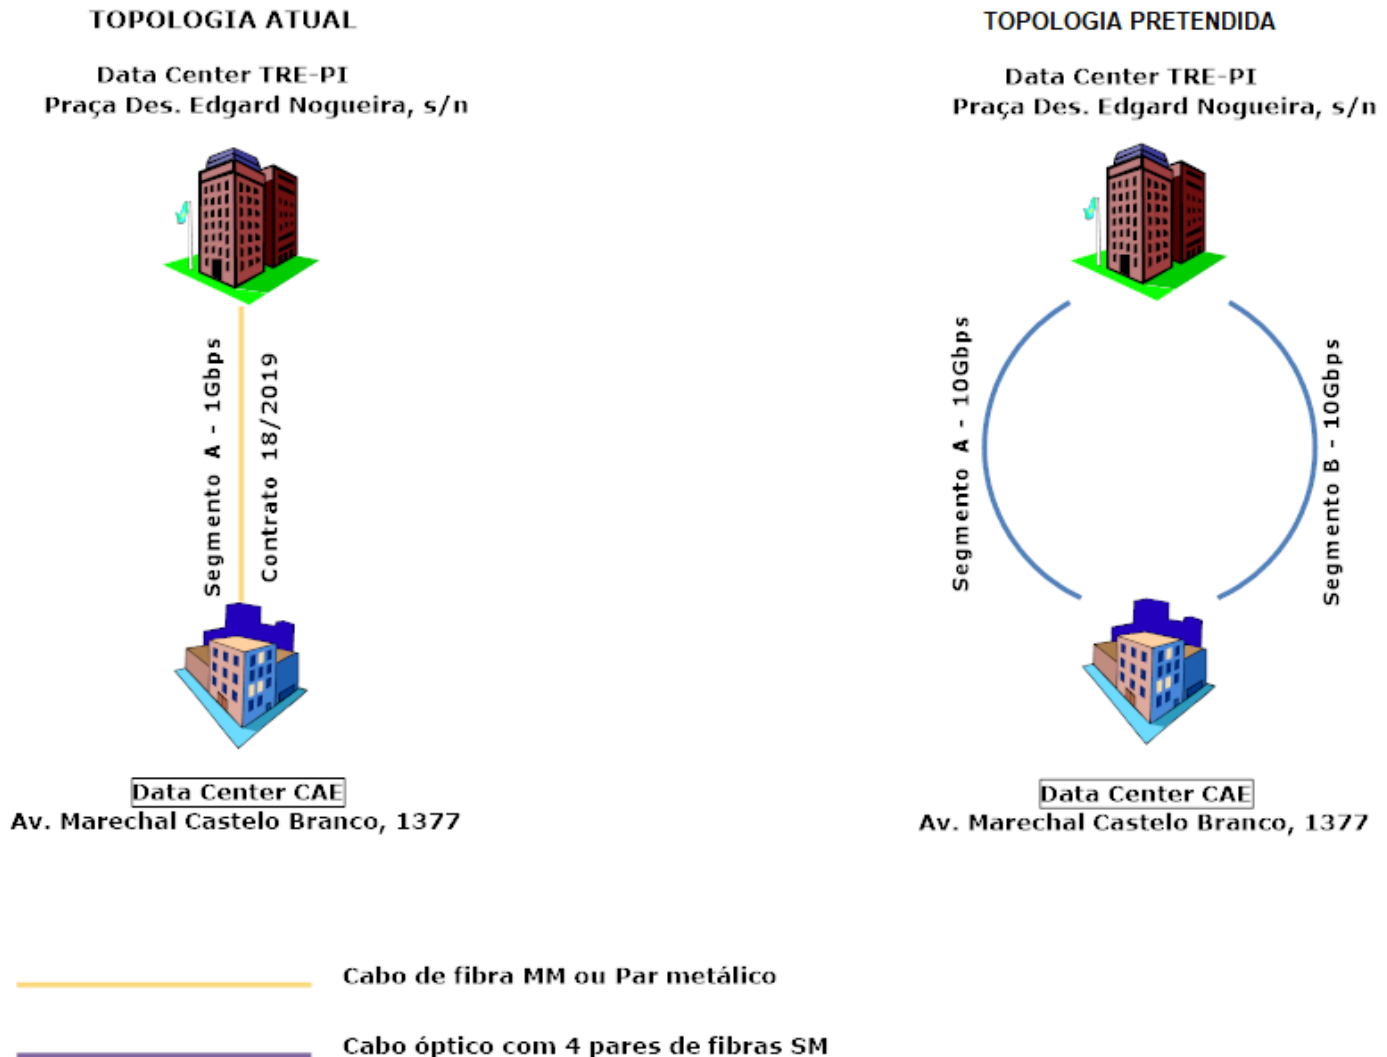 TOPOLOGIA ATUAL
Data Center TRE-PI
Praça Des. Edgard Nogueira, s/n
Segmento A - 1Gbps
Contrato 18/2019
Data Center CAE
Av. Marechal Castelo Branco, 1377
TOPOLOGIA PRETENDIDA
Data Center TRE-PI
Praça Des. Edgard Nogueira, s/n
Segmento A - 10Gbps
Segmento B - 10Gbps
Data Center CAE
Av. Marechal Castelo Branco, 1377
Cabo de fibra MM ou Par metálico
Cabo óptico com 4 pares de fibras SM